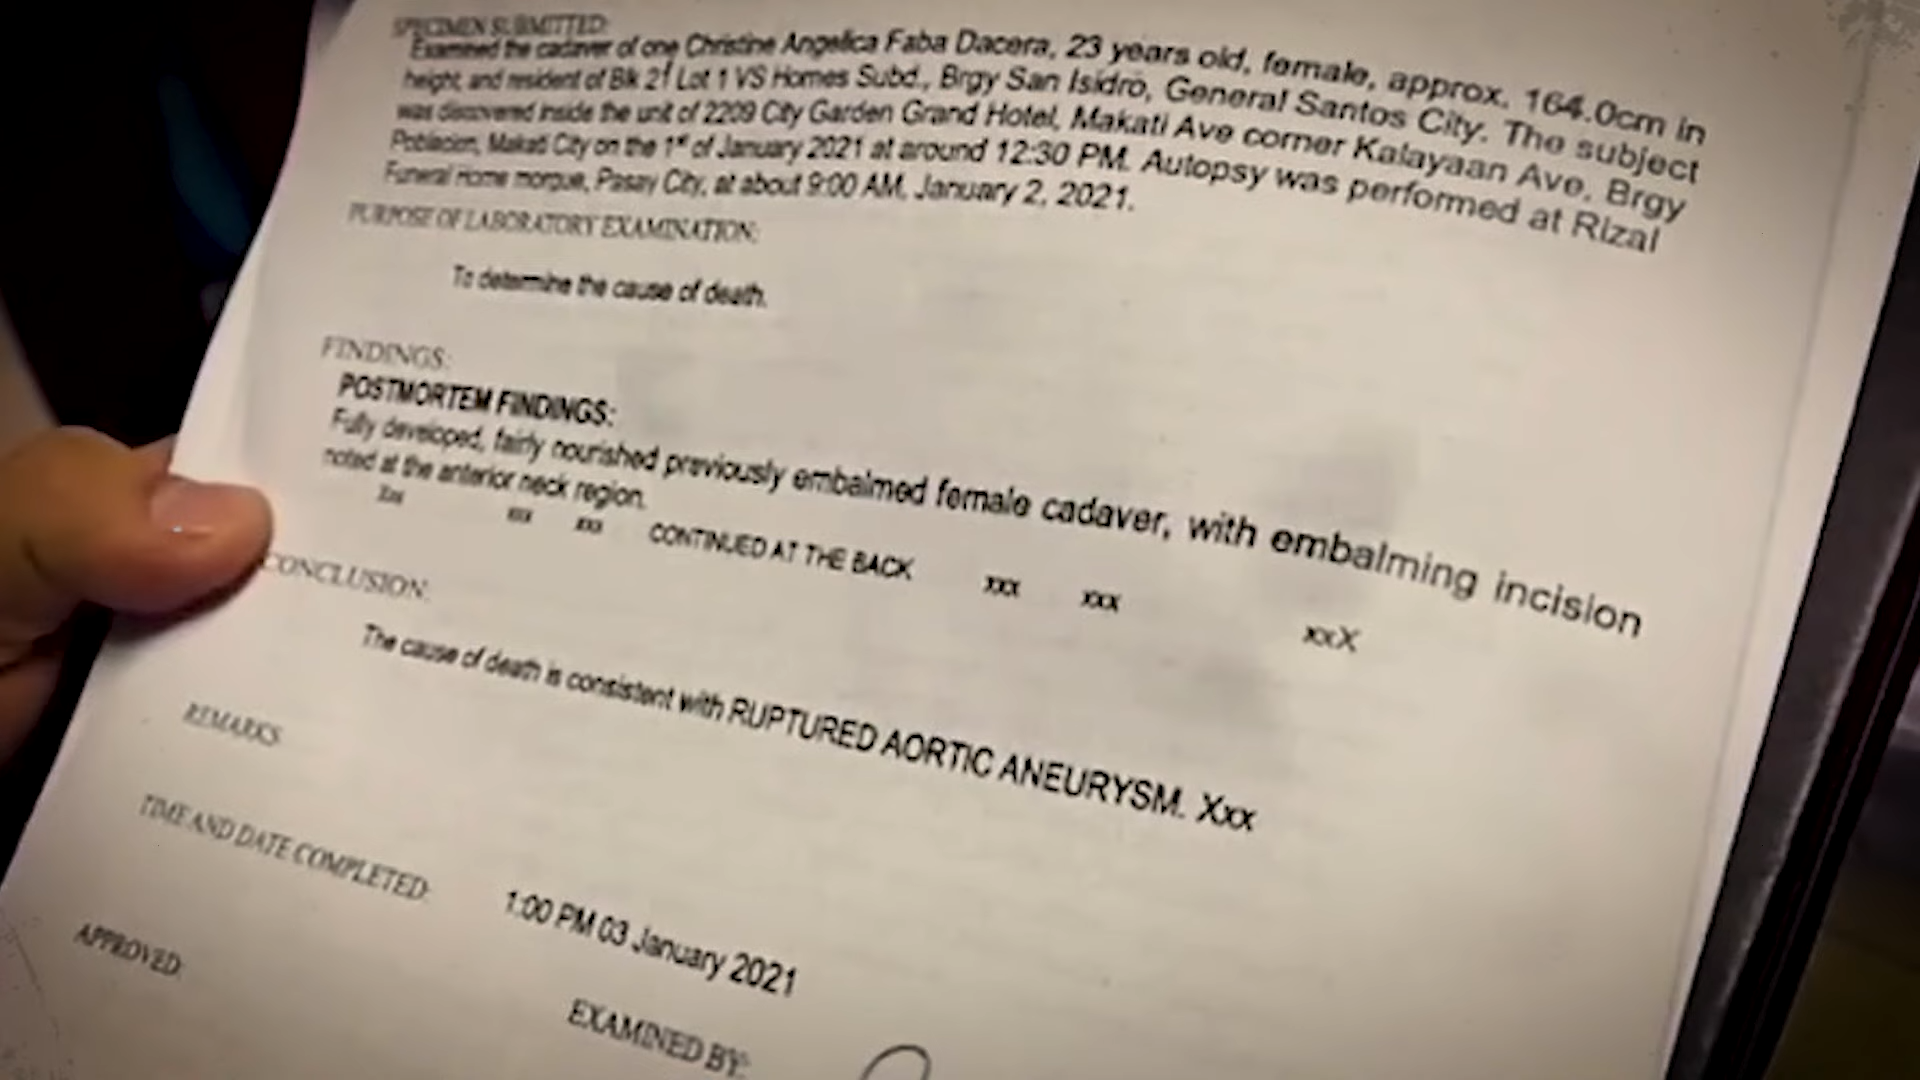 SPECIMEN SUBMITTED:
Examined the cadaver of one Christine Angelica Faba Dacera, 23 years old, female, approx. 164.0cm in
height, and resident of Blk 21 Lot 1 VS Homes Subd., Brgy San Isidro, General Santos City. The subject
was discovered inside the unit of 2209 City Garden Grand Hotel, Makati Ave corner Kalayaan Ave, Brgy
Poblacion, Makati City on the 1st of January 2021 at around 12:30 PM. Autopsy was performed at Rizal
Funeral Home morgue, Pasay City, at about 9:00 AM, January 2, 2021.
PURPOSE OF LABORATORY EXAMINATION:
To determine the cause of death.
FINDINGS:
POSTMORTEM FINDINGS:
Fully developed, fairly nourished previously embalmed female cadaver, with embalming incision
noted at the anterior neck region.
Xxx xxx xxx CONTINUED AT THE BACK xxx xxx xxX
CONCLUSION:
The cause of death is consistent with RUPTURED AORTIC ANEURYSM. Xxx
REMARKS:
TIME AND DATE COMPLETED:
1:00 PM 03 January 2021
APPROVED:
EXAMINED BY: